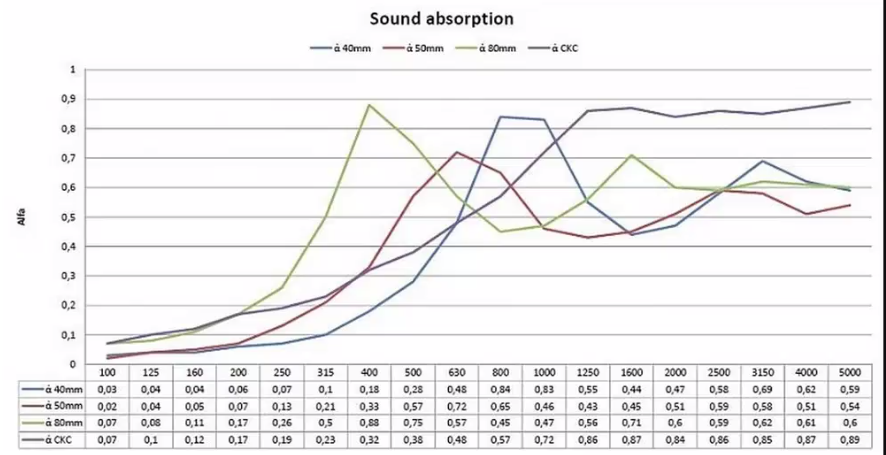 Sound absorption
ά 40mm ά 50mm ά 80mm ά CKC
1
0,9
0,8
0,7
0,6
0,5
0,4
0,3
0,2
0,1
0
Alfa
100 125 160 200 250 315 400 500 630 800 1000 1250 1600 2000 2500 3150 4000 5000
ά 40mm 0,03 0,04 0,04 0,06 0,07 0,1 0,18 0,28 0,48 0,84 0,83 0,55 0,44 0,47 0,58 0,69 0,62 0,59
ά 50mm 0,02 0,04 0,05 0,07 0,13 0,21 0,33 0,57 0,72 0,65 0,46 0,43 0,45 0,51 0,59 0,58 0,51 0,54
ά 80mm 0,07 0,08 0,11 0,17 0,26 0,5 0,88 0,75 0,57 0,45 0,47 0,56 0,71 0,6 0,59 0,62 0,61 0,6
ά CKC 0,07 0,1 0,12 0,17 0,19 0,23 0,32 0,38 0,48 0,57 0,72 0,86 0,87 0,84 0,86 0,85 0,87 0,89